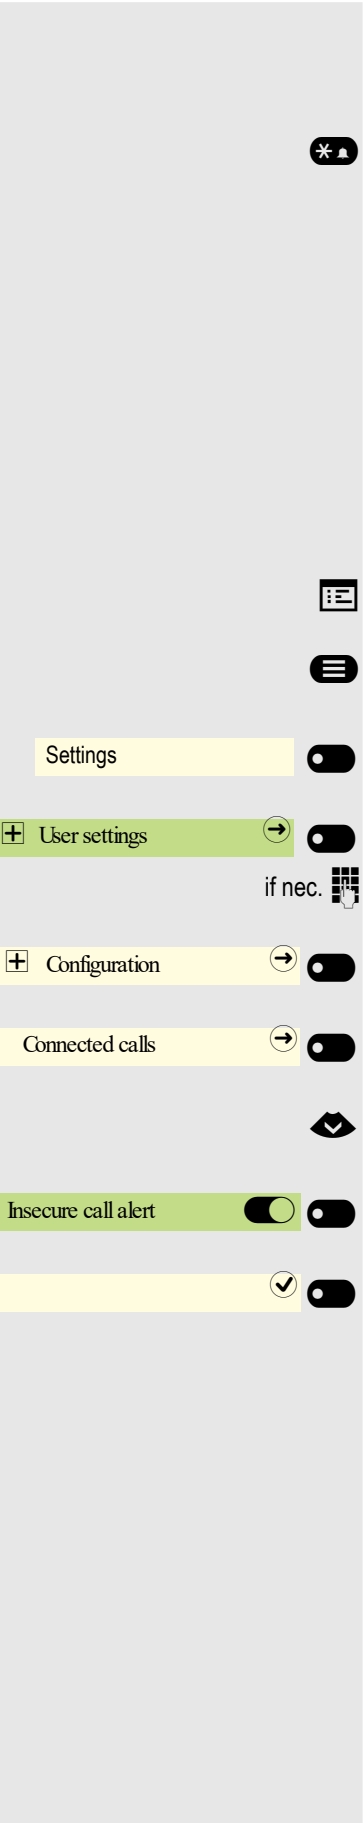 Settings
User settings
if nec.
Configuration
Connected calls
Insecure call alert